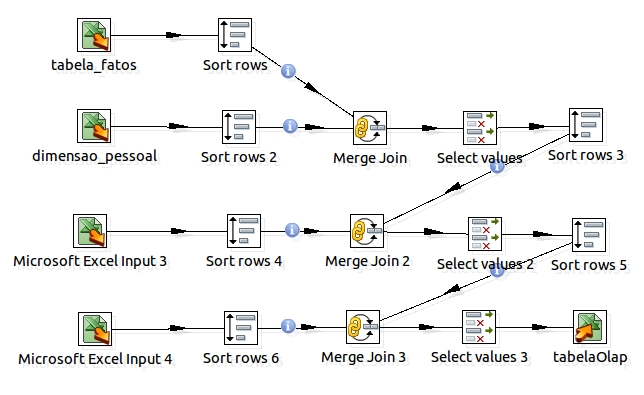 tabela_fatos
Sort rows
dimensao_pessoal
Sort rows 2
Merge Join
Select values
Sort rows 3
Microsoft Excel Input 3
Sort rows 4
Merge Join 2
Select values 2
Sort rows 5
Microsoft Excel Input 4
Sort rows 6
Merge Join 3
Select values 3
tabelaOlap